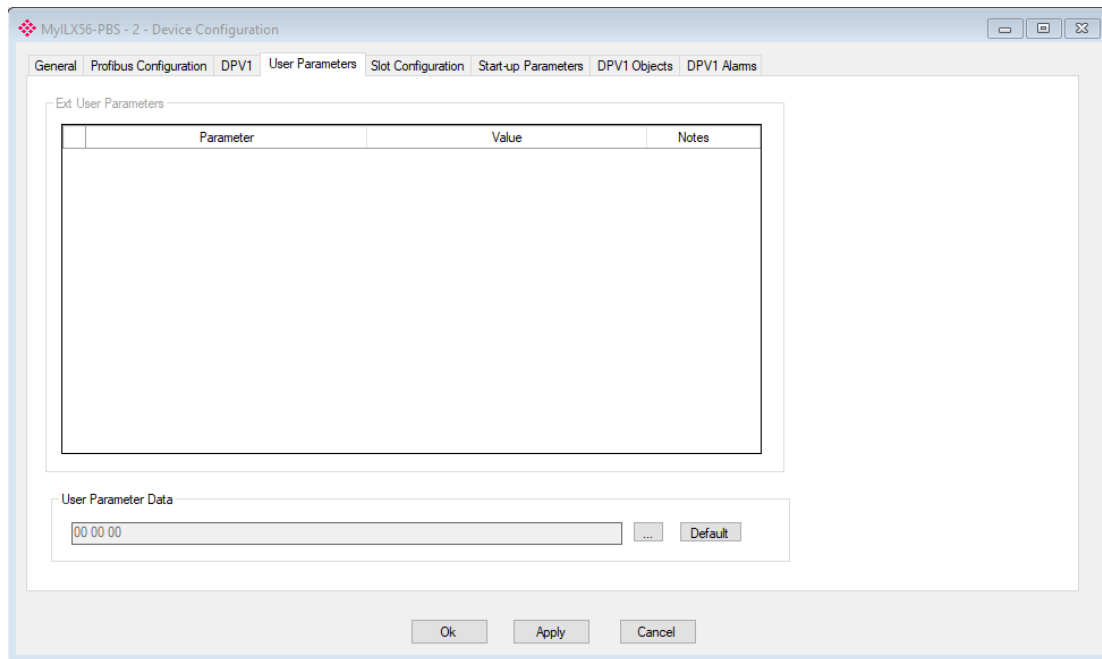 MyILX56-PBS - 2 - Device Configuration
General Profibus Configuration DPV1 User Parameters Slot Configuration Start-up Parameters DPV1 Objects DPV1 Alarms
Ext User Parameters
Parameter Value Notes
User Parameter Data
00 00 00 ... Default
Ok Apply Cancel